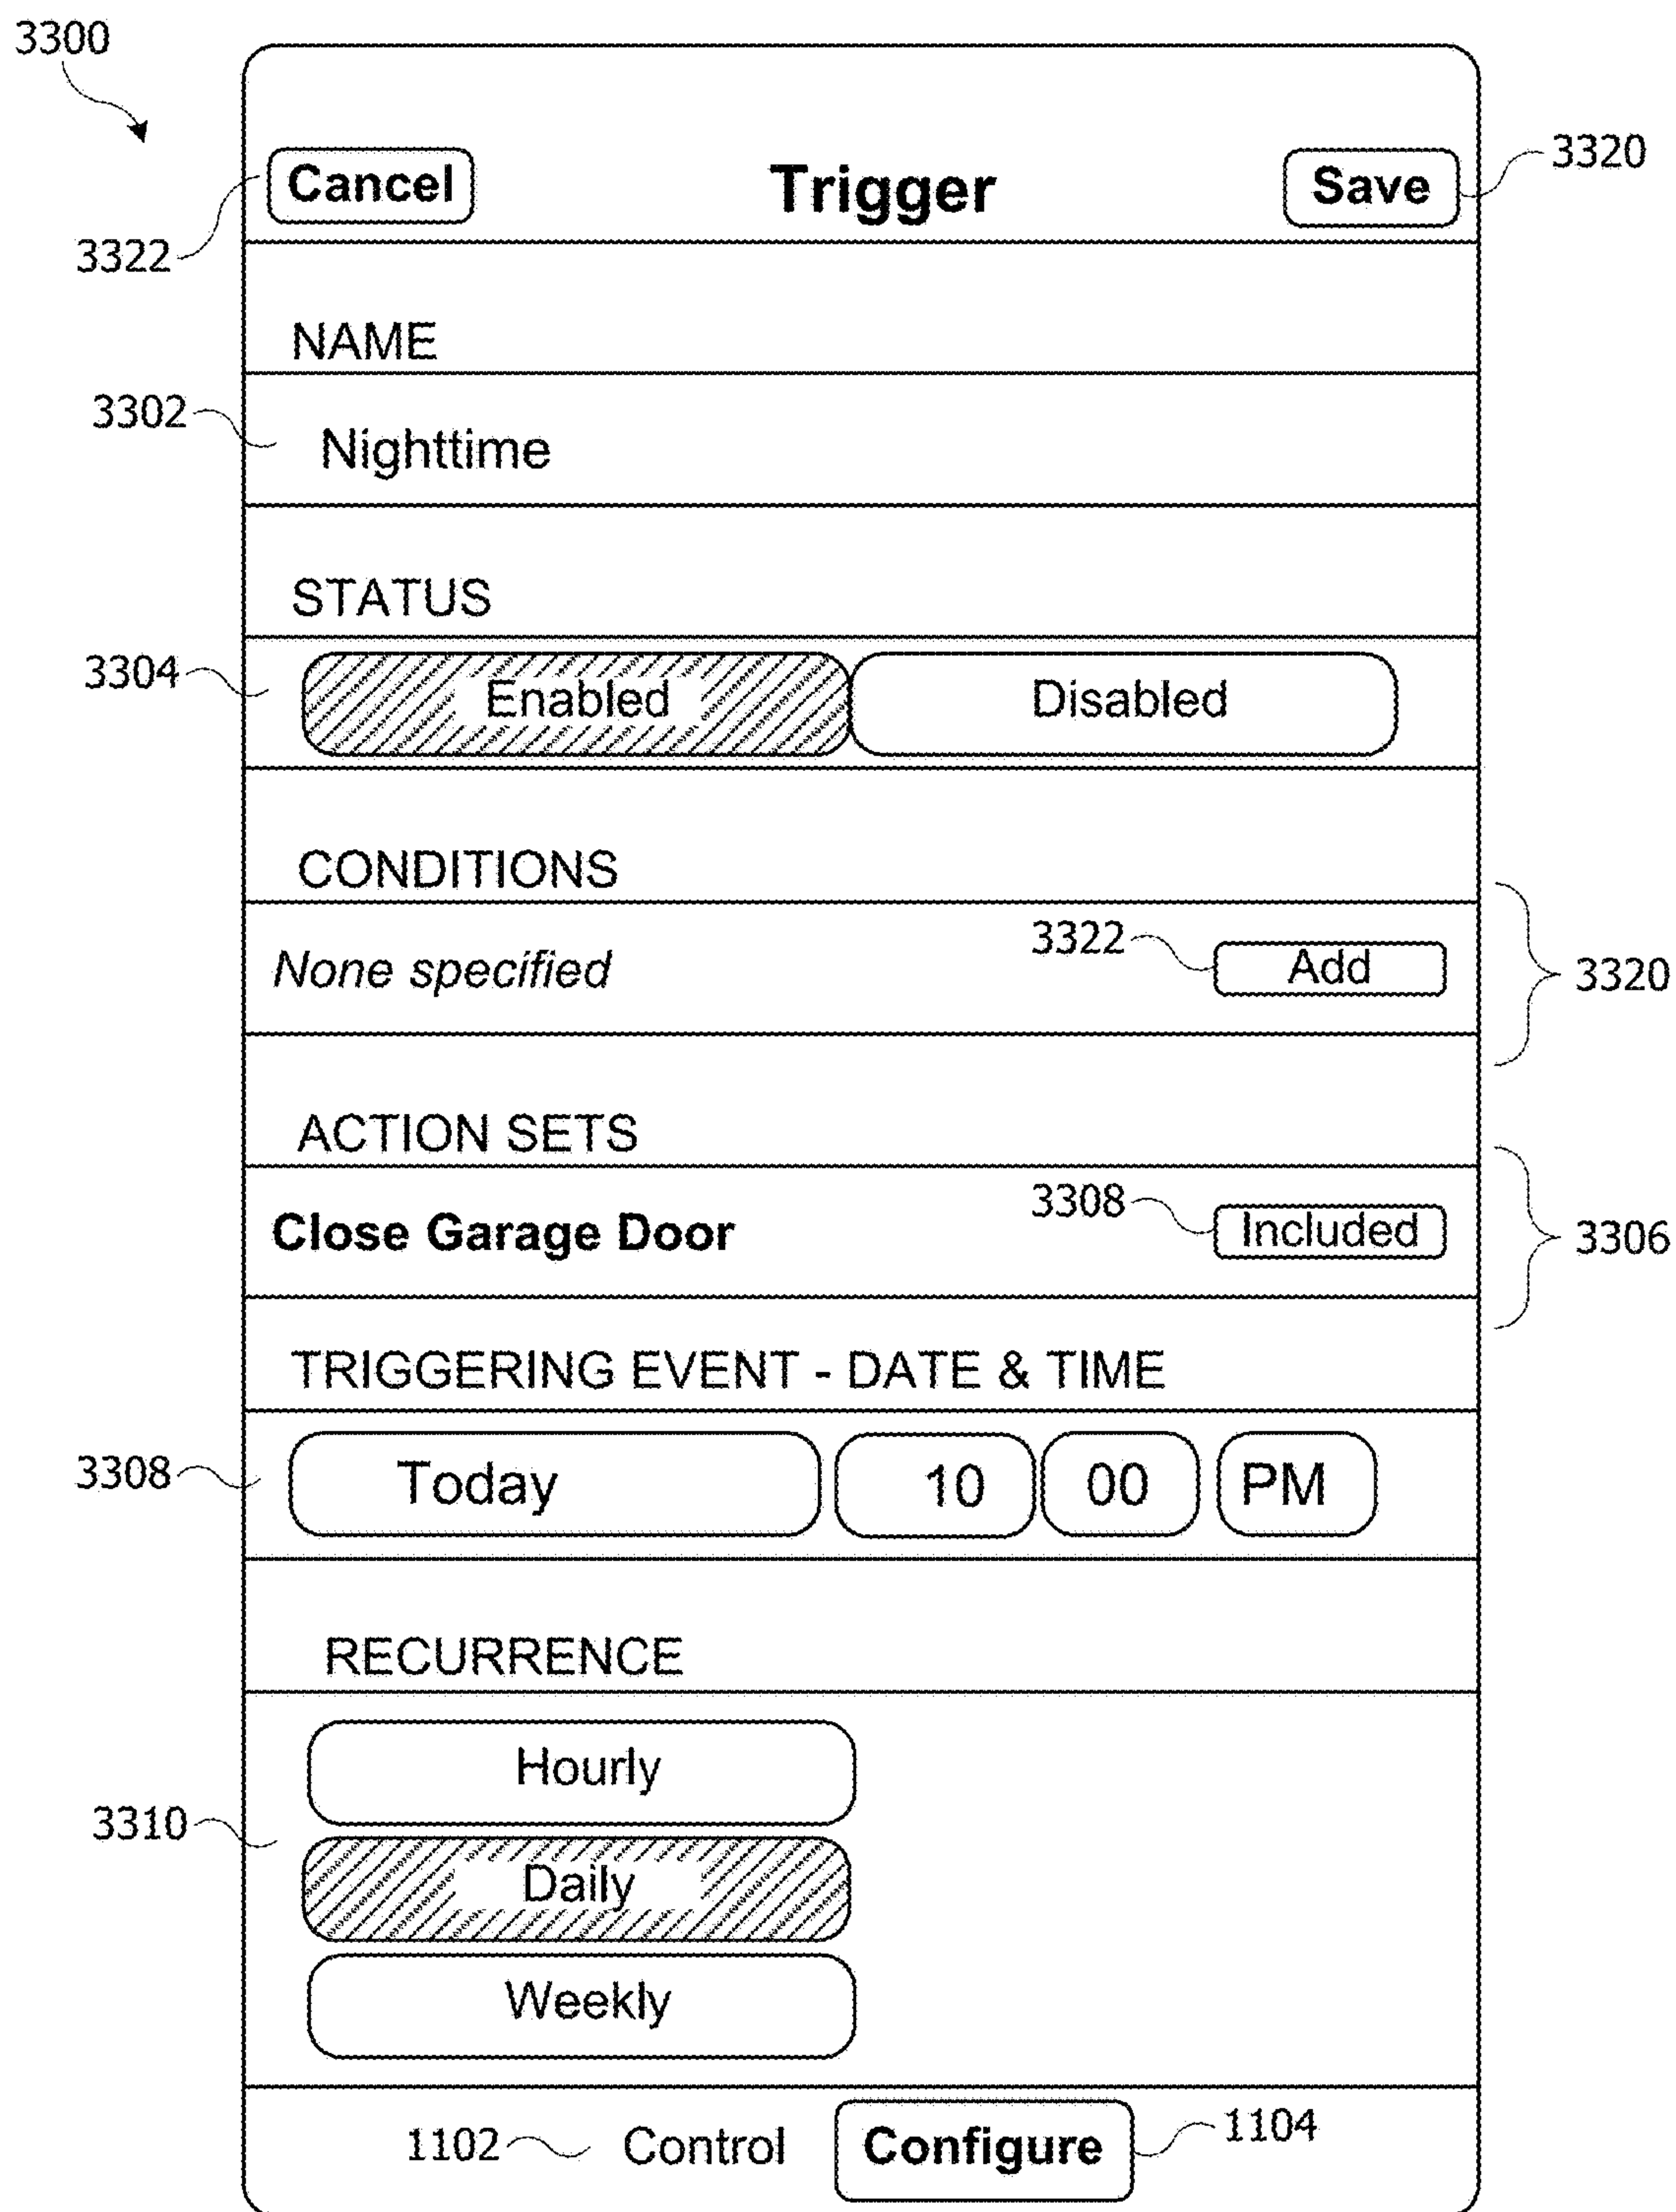 3300
Cancel Trigger Save 3320
3322
NAME
3302 Nighttime
STATUS
3304 Enabled Disabled
CONDITIONS
None specified 3322 Add 3320
ACTION SETS
Close Garage Door 3308 Included 3306
TRIGGERING EVENT - DATE & TIME
3308 Today 10 00 PM
RECURRENCE
Hourly
3310
Daily
Weekly
1102 Control Configure 1104